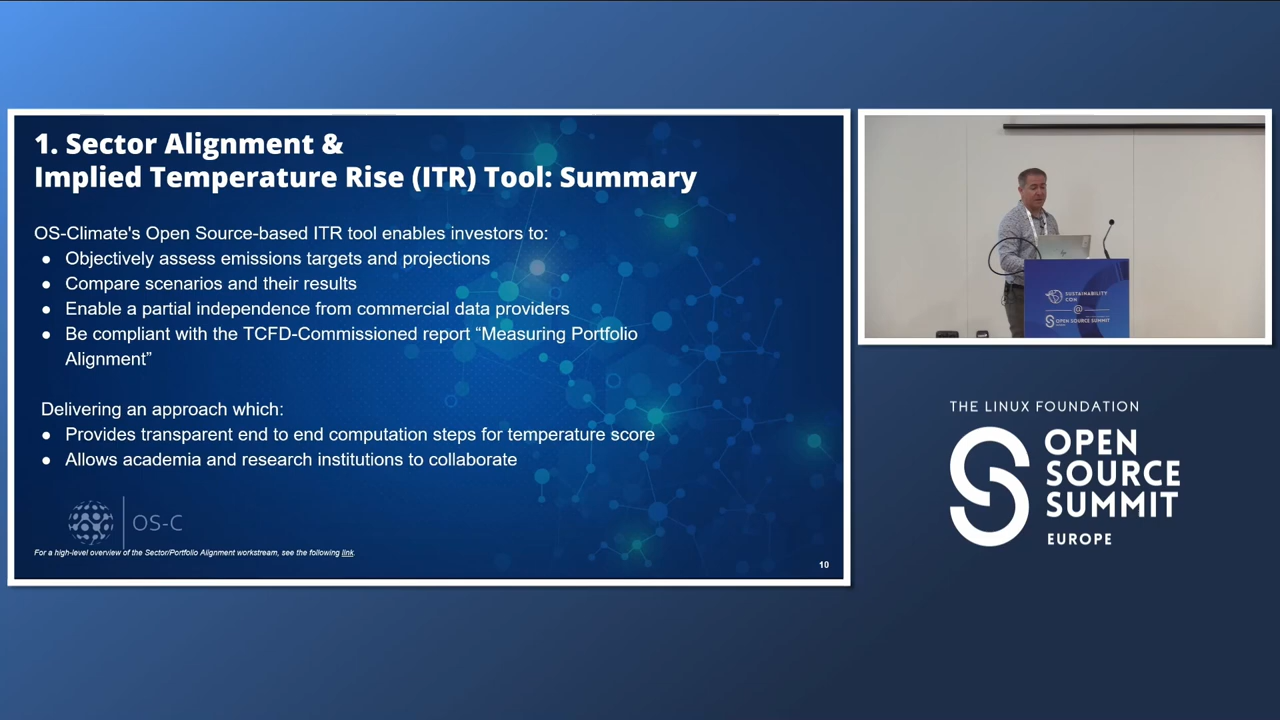 1. Sector Alignment &
Implied Temperature Rise (ITR) Tool: Summary
OS-Climate's Open Source-based ITR tool enables investors to:
● Objectively assess emissions targets and projections
● Compare scenarios and their results
● Enable a partial independence from commercial data providers
● Be compliant with the TCFD-Commissioned report “Measuring Portfolio
Alignment”
Delivering an approach which:
● Provides transparent end to end computation steps for temperature score
● Allows academia and research institutions to collaborate
OS-C
For a high-level overview of the Sector/Portfolio Alignment workstream, see the following link.
10
SUSTAINABILITY
CON
@
OPEN SOURCE SUMMIT
THE LINUX FOUNDATION
OPEN
SOURCE
SUMMIT
EUROPE